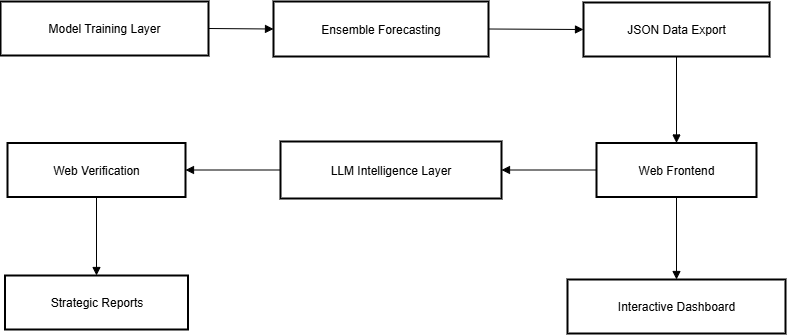 Model Training Layer
Ensemble Forecasting
JSON Data Export
Web Verification
LLM Intelligence Layer
Web Frontend
Strategic Reports
Interactive Dashboard